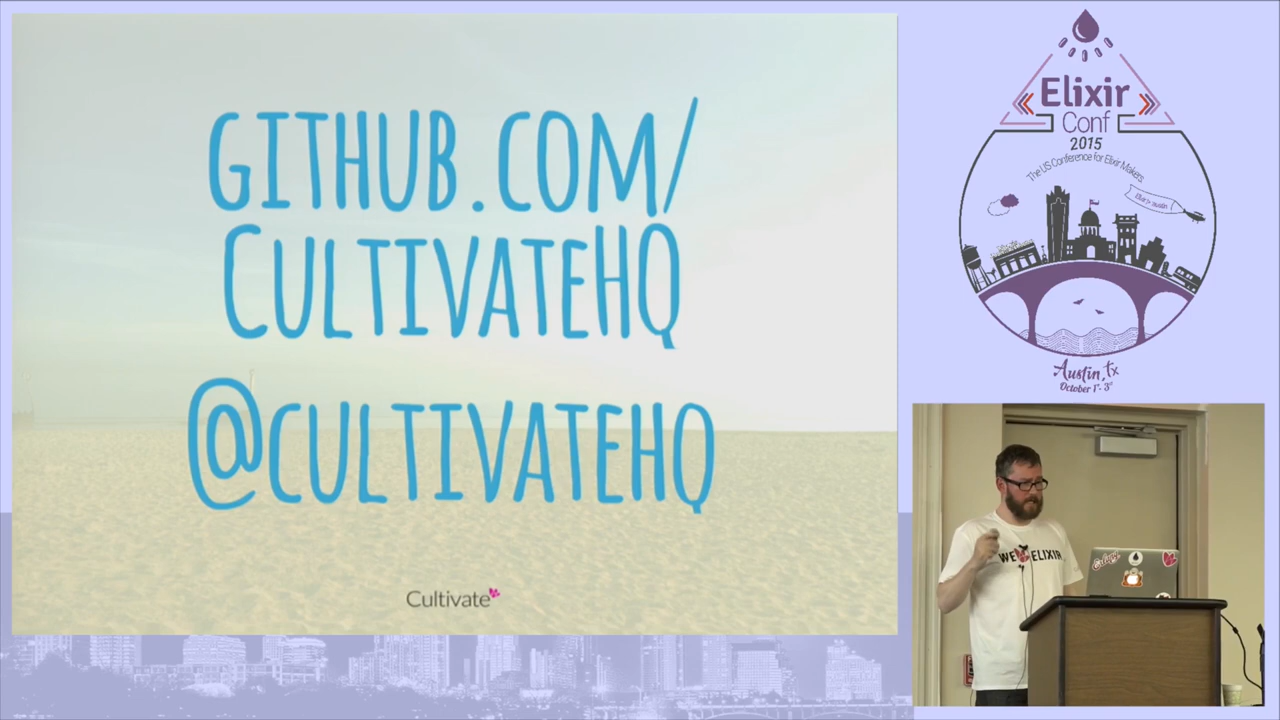 GITHUB.COM/
CULTIVATEHQ
@CULTIVATEHQ
Cultivate
Elixir
Conf
2015
The US Conference for Elixir Makers
Austin, TX
October 1st - 3rd
WE ELIXIR